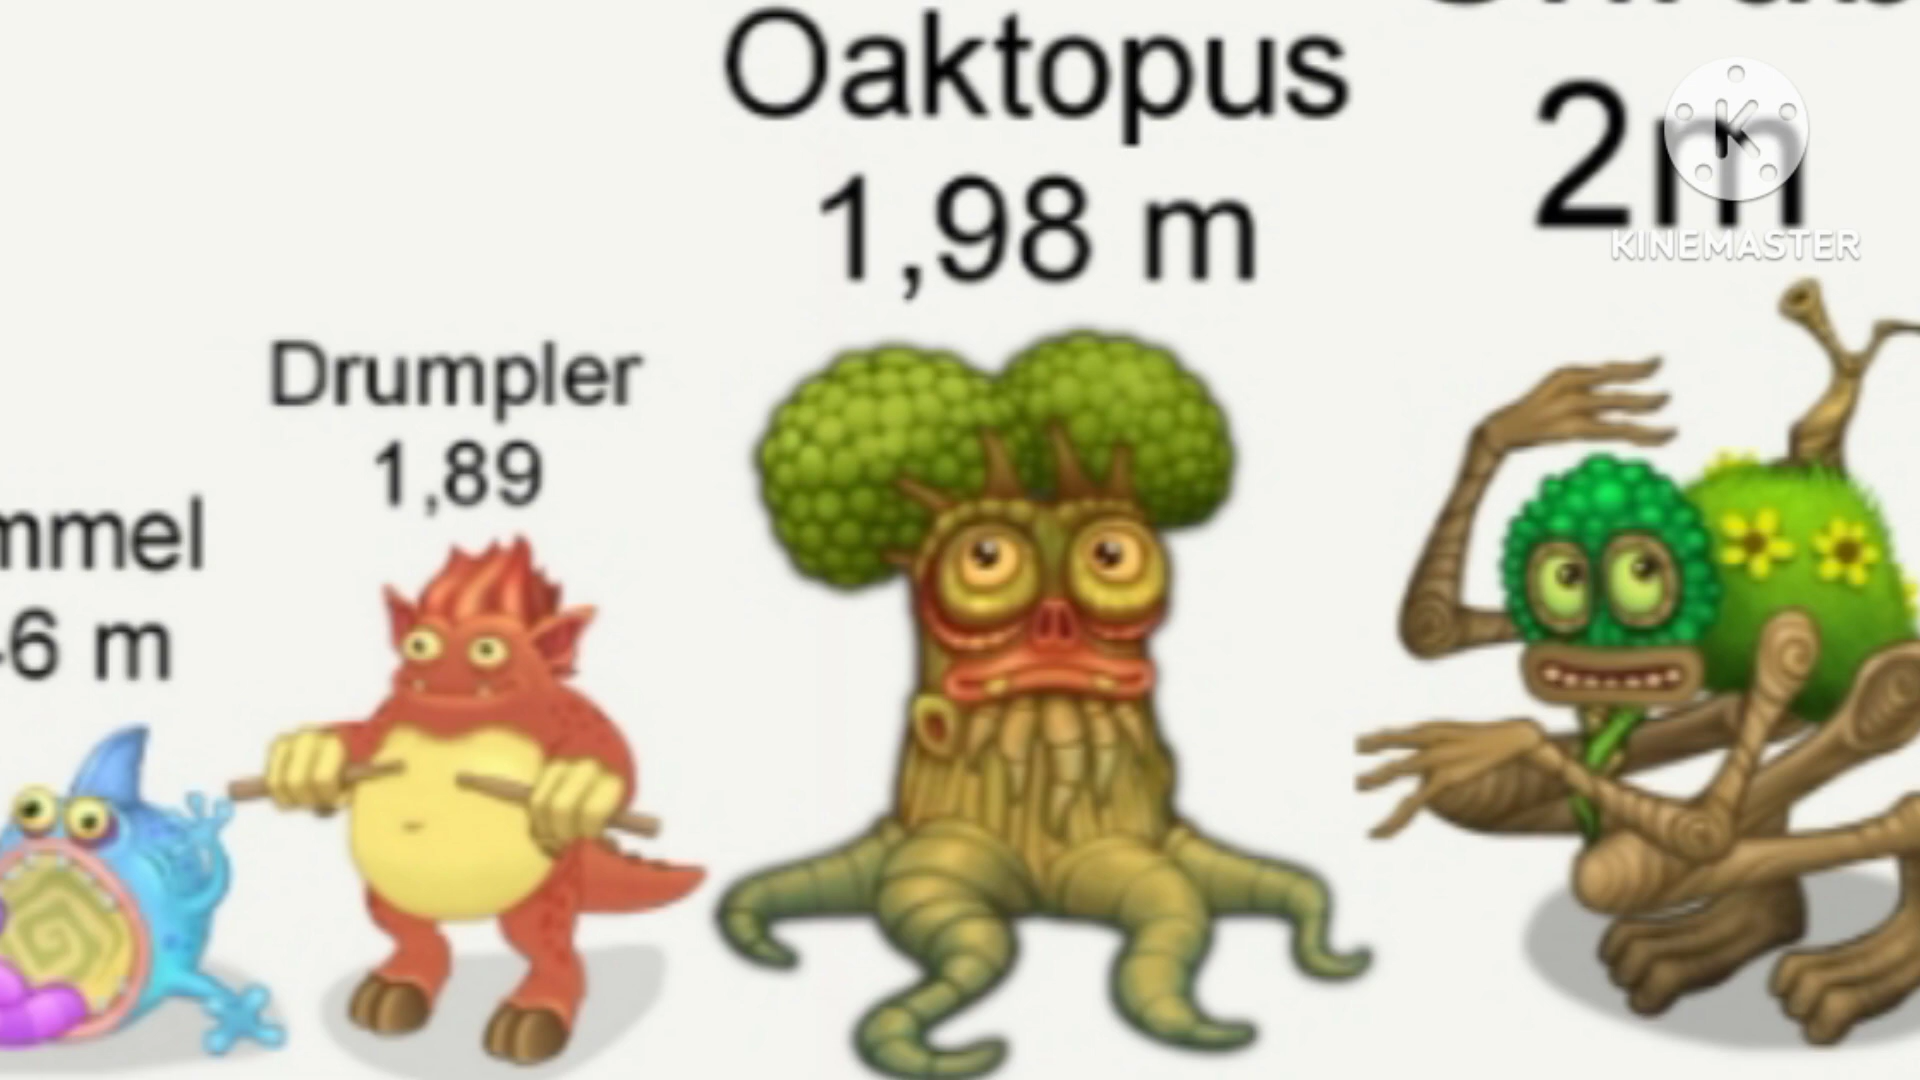 Oaktopus
1,98 m
2m
KINEMASTER
Drumpler
1,89
mmel
6 m